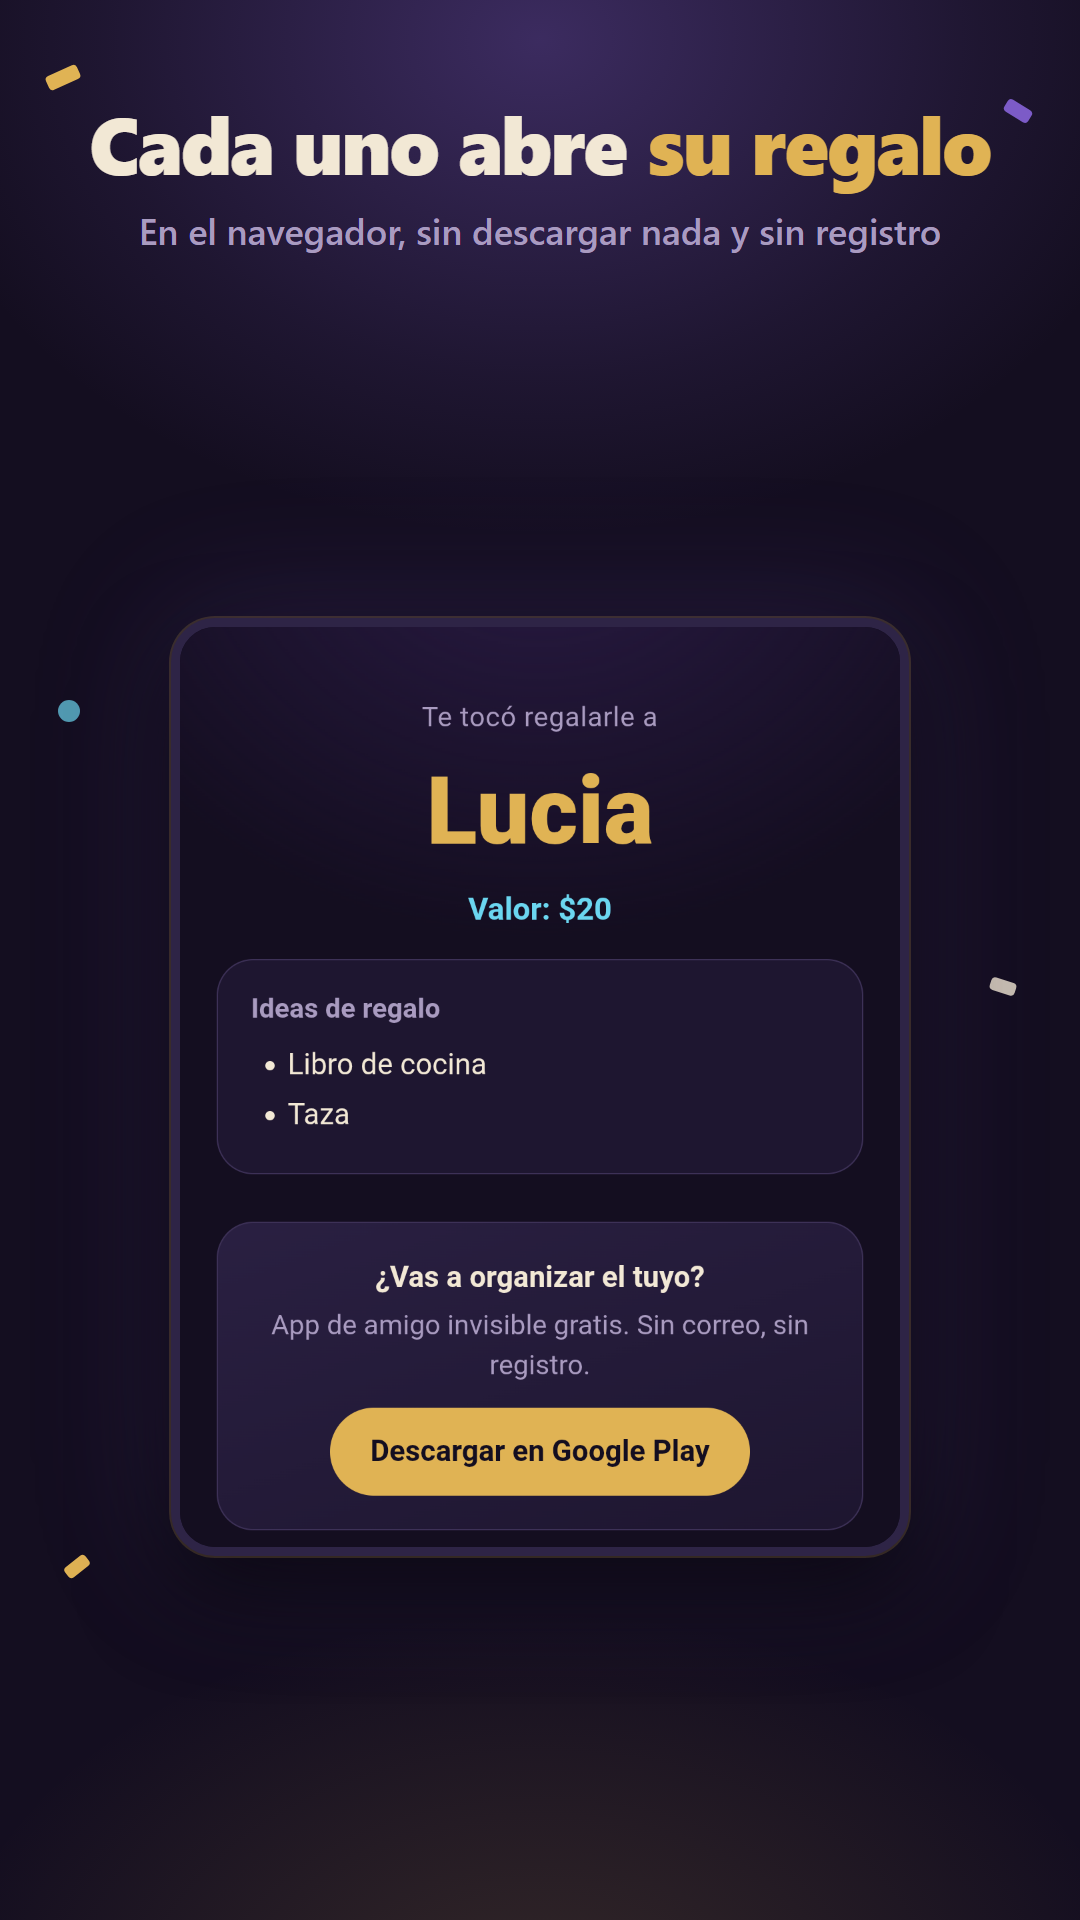 Cada uno abre su regalo
En el navegador, sin descargar nada y sin registro
Te tocó regalarle a
Lucia
Valor: $20
Ideas de regalo
• Libro de cocina
• Taza
¿Vas a organizar el tuyo?
App de amigo invisible gratis. Sin correo, sin
registro.
Descargar en Google Play